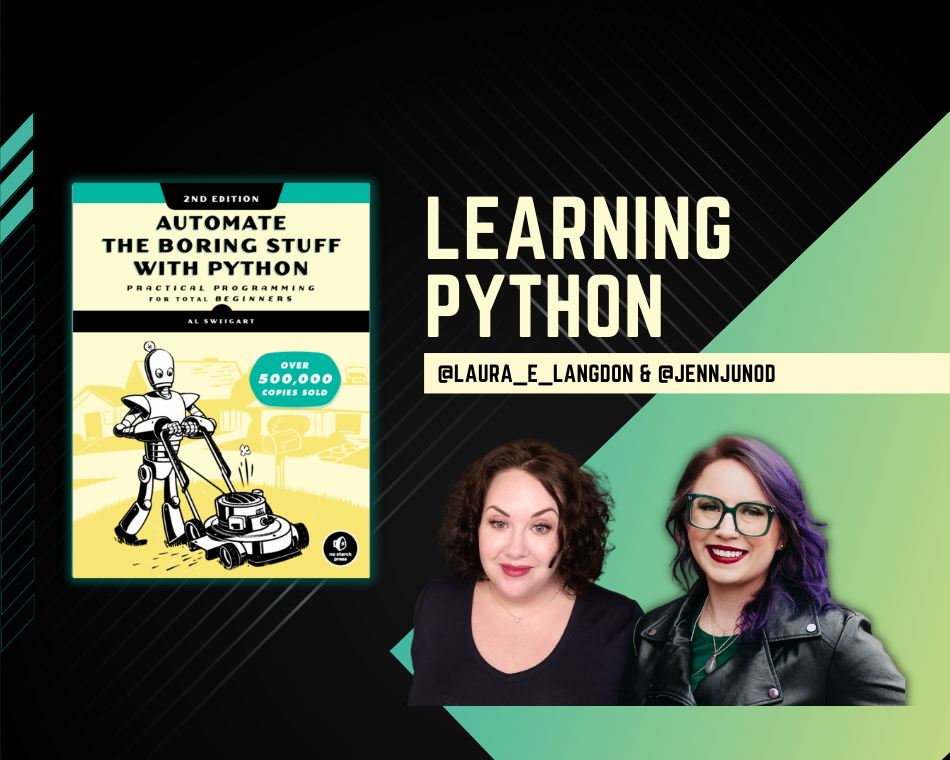 2ND EDITION
AUTOMATE
THE BORING STUFF
WITH PYTHON
PRACTICAL PROGRAMMING
FOR TOTAL BEGINNERS
AL SWEIGART
OVER
500,000
COPIES SOLD
no starch
press
LEARNING
PYTHON
@LAURA_E_LANGDON & @JENNJUNOD